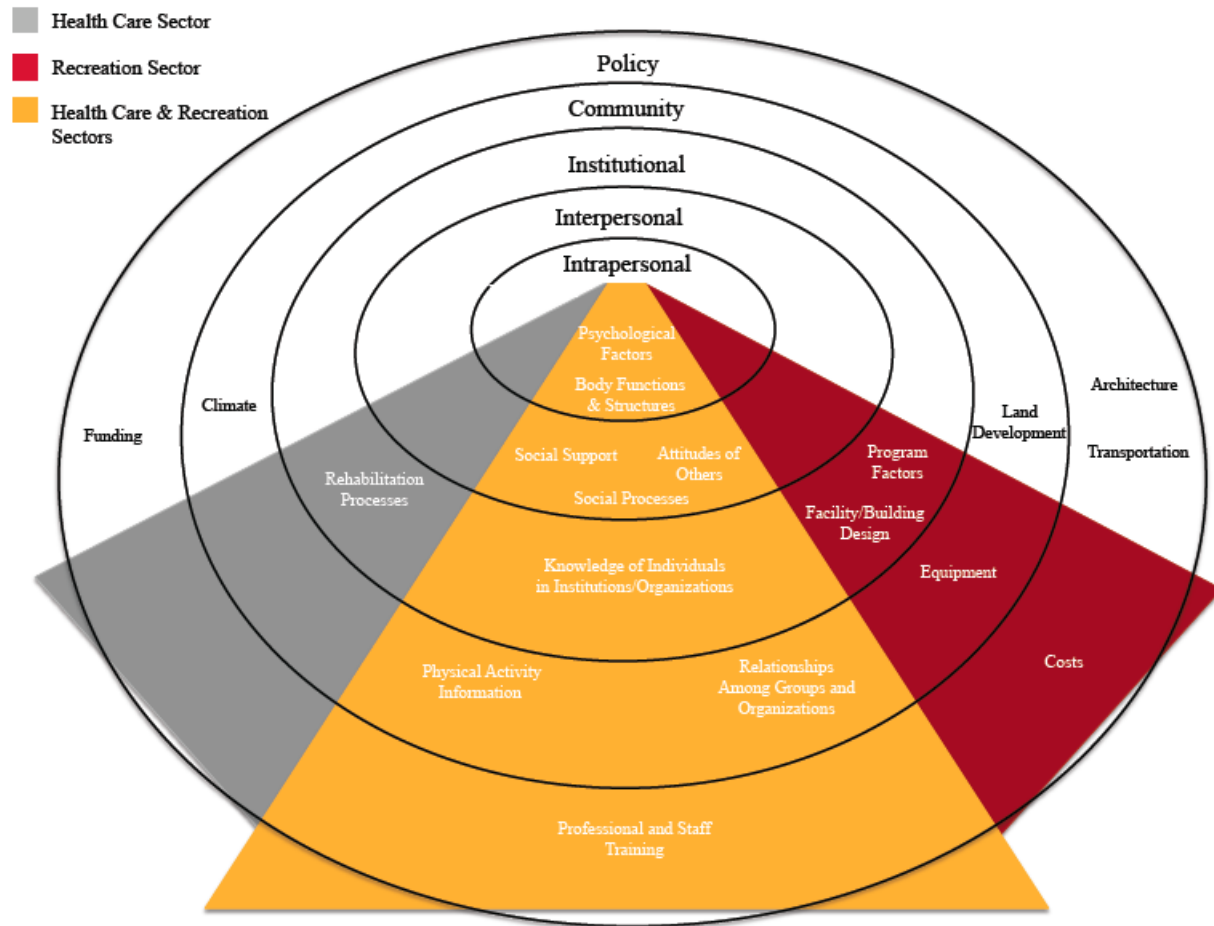 Health Care Sector
Recreation Sector
Health Care & Recreation
Sectors
Policy
Community
Institutional
Interpersonal
Intrapersonal
Psychological
Factors
Body Functions
& Structures
Architecture
Climate
Land
Development
Funding
Transportation
Social Support
Attitudes of
Others
Program
Factors
Rehabilitation
Processes
Social Processes
Facility/Building
Design
Knowledge of Individuals
in Institutions/Organizations
Equipment
Physical Activity
Information
Relationships
Among Groups and
Organizations
Costs
Professional and Staff
Training